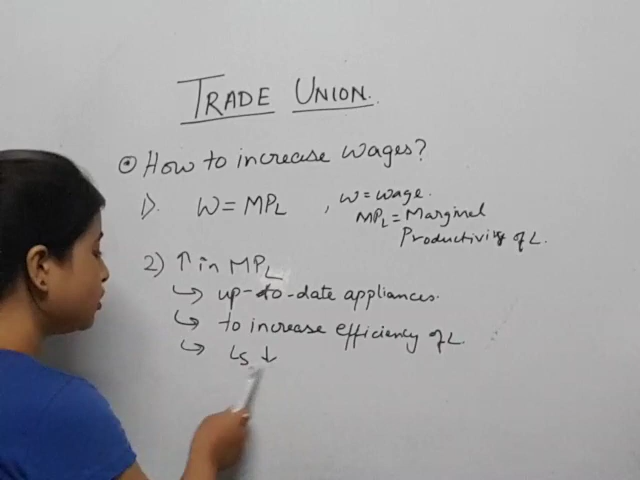 TRADE UNION.
⊙ How to increase wages?
1). W = MPL , W = wage.
MPL = Marginal
Productivity of L.
2) ↑ in MPL
↳ up-to-date appliances.
↳ to increase efficiency of L.
↳ Ls ↓